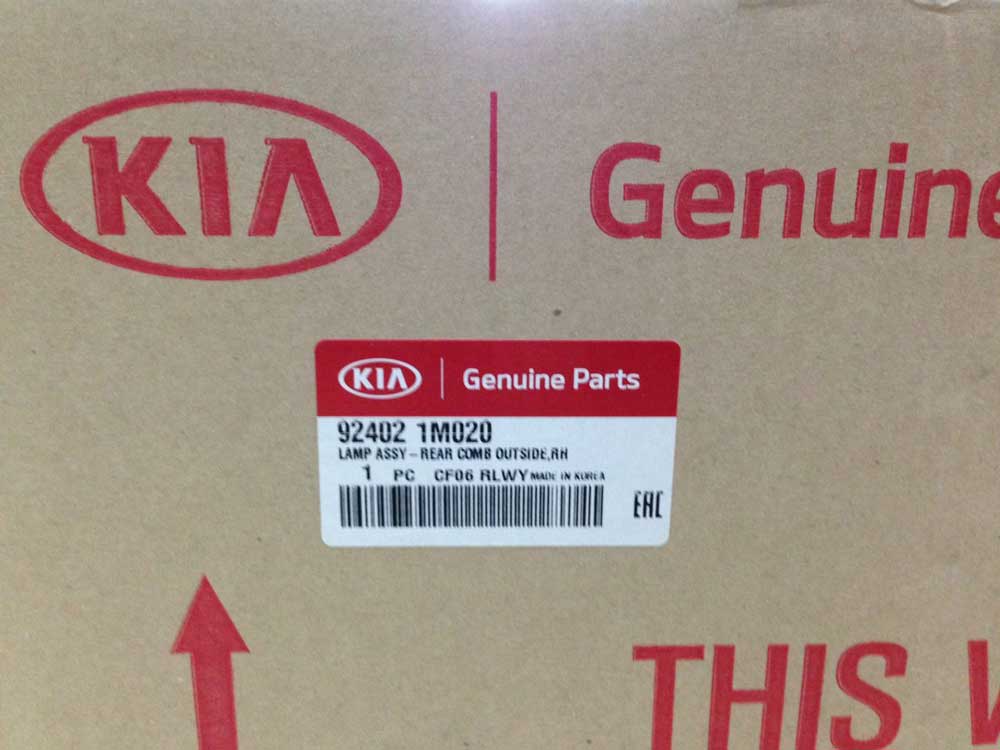 KIA
Genuine
KIA Genuine Parts
92402 1M020
LAMP ASSY-REAR COMB OUTSIDE,RH
1 PC CF06 RLWY MADE IN KOREA
EAC
THIS